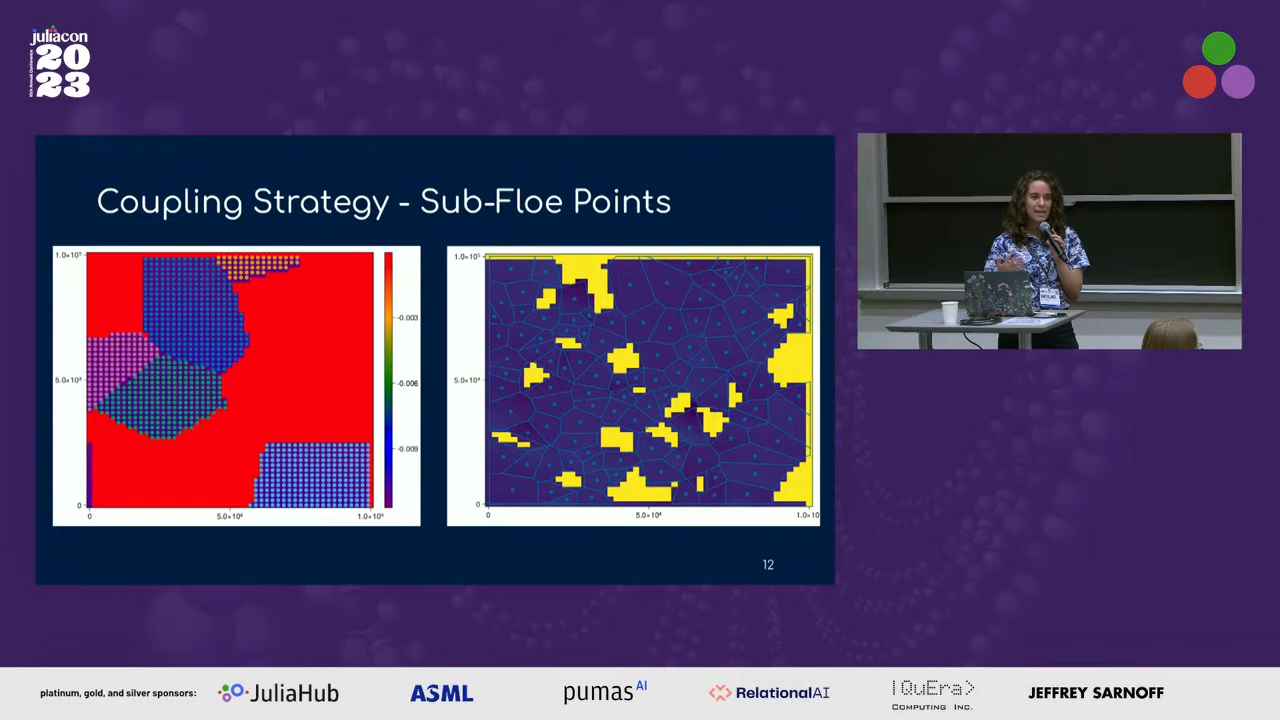 juliacon
20
23
Coupling Strategy - Sub-Floe Points
1.0×10⁵
5.0×10⁴
0
0
5.0×10⁴
1.0×10⁵
-0.003
-0.006
-0.009
1.0×10⁵
5.0×10⁴
0
0
5.0×10⁴
1.0×10
12
platinum, gold, and silver sponsors:
JuliaHub
ASML
pumas AI
RelationalAI
|QuEra>
COMPUTING INC.
JEFFREY SARNOFF